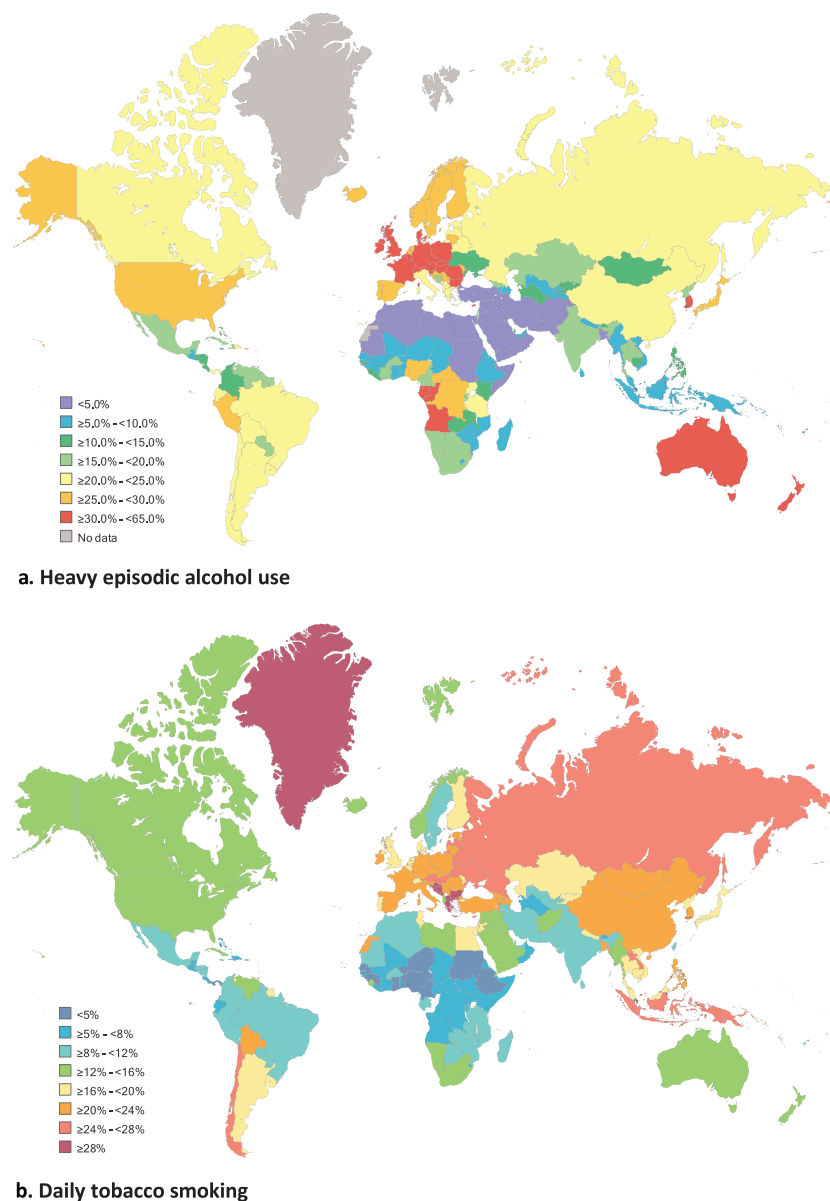 <5.0%
≥5.0% - <10.0%
≥10.0% - <15.0%
≥15.0% - <20.0%
≥20.0% - <25.0%
≥25.0% - <30.0%
≥30.0% - <65.0%
No data
a. Heavy episodic alcohol use
<5%
≥5% - <8%
≥8% - <12%
≥12% - <16%
≥16% - <20%
≥20% - <24%
≥24% - <28%
≥28%
b. Daily tobacco smoking